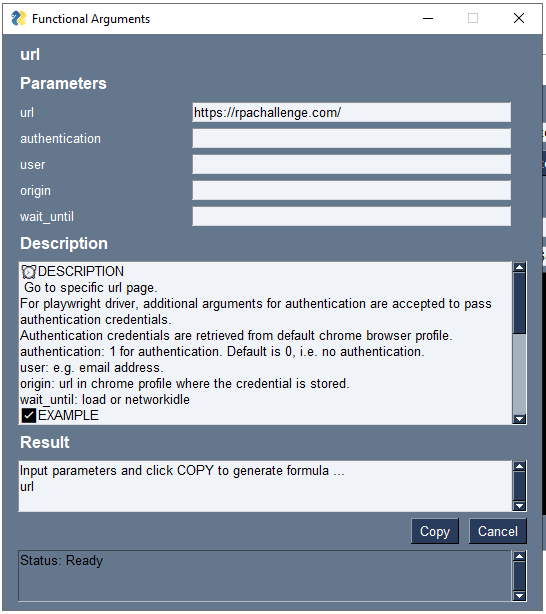 Functional Arguments
url
Parameters
url https://rpachallenge.com/
authentication
user
origin
wait_until
Description
DESCRIPTION
Go to specific url page.
For playwright driver, additional arguments for authentication are accepted to pass
authentication credentials.
Authentication credentials are retrieved from default chrome browser profile.
authentication: 1 for authentication. Default is 0, i.e. no authentication.
user: e.g. email address.
origin: url in chrome profile where the credential is stored.
wait_until: load or networkidle
EXAMPLE
Result
Input parameters and click COPY to generate formula ...
url
Copy Cancel
Status: Ready